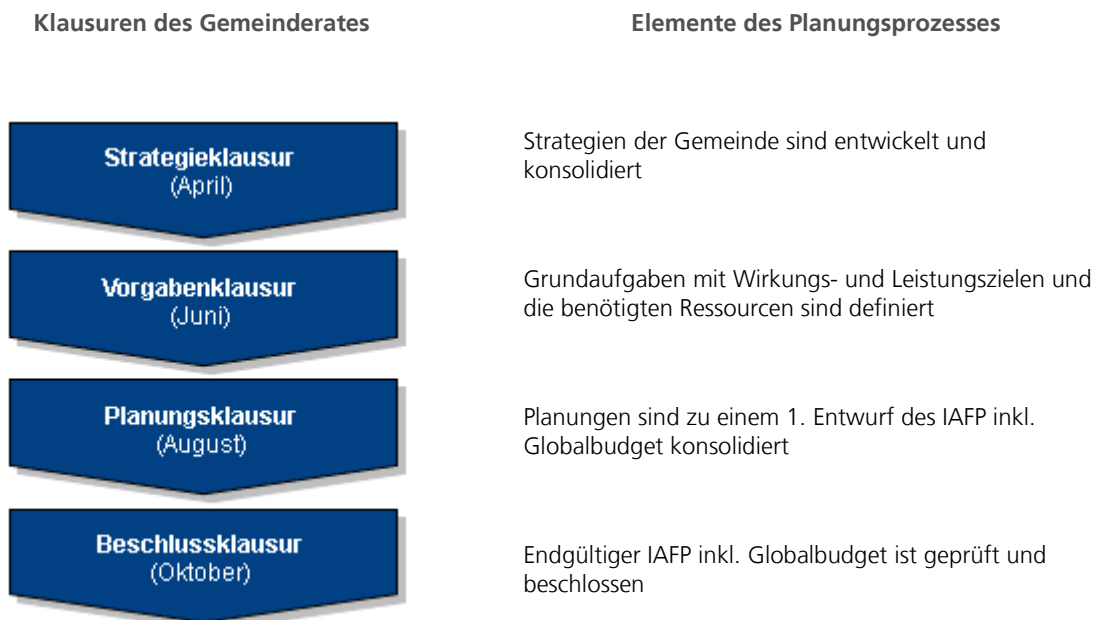 Klausuren des Gemeinderates
Elemente des Planungsprozesses
Strategieklausur
(April)
Strategien der Gemeinde sind entwickelt und
konsolidiert
Vorgabenklausur
(Juni)
Grundaufgaben mit Wirkungs- und Leistungszielen und
die benötigten Ressourcen sind definiert
Planungsklausur
(August)
Planungen sind zu einem 1. Entwurf des IAFP inkl.
Globalbudget konsolidiert
Beschlussklausur
(Oktober)
Endgültiger IAFP inkl. Globalbudget ist geprüft und
beschlossen